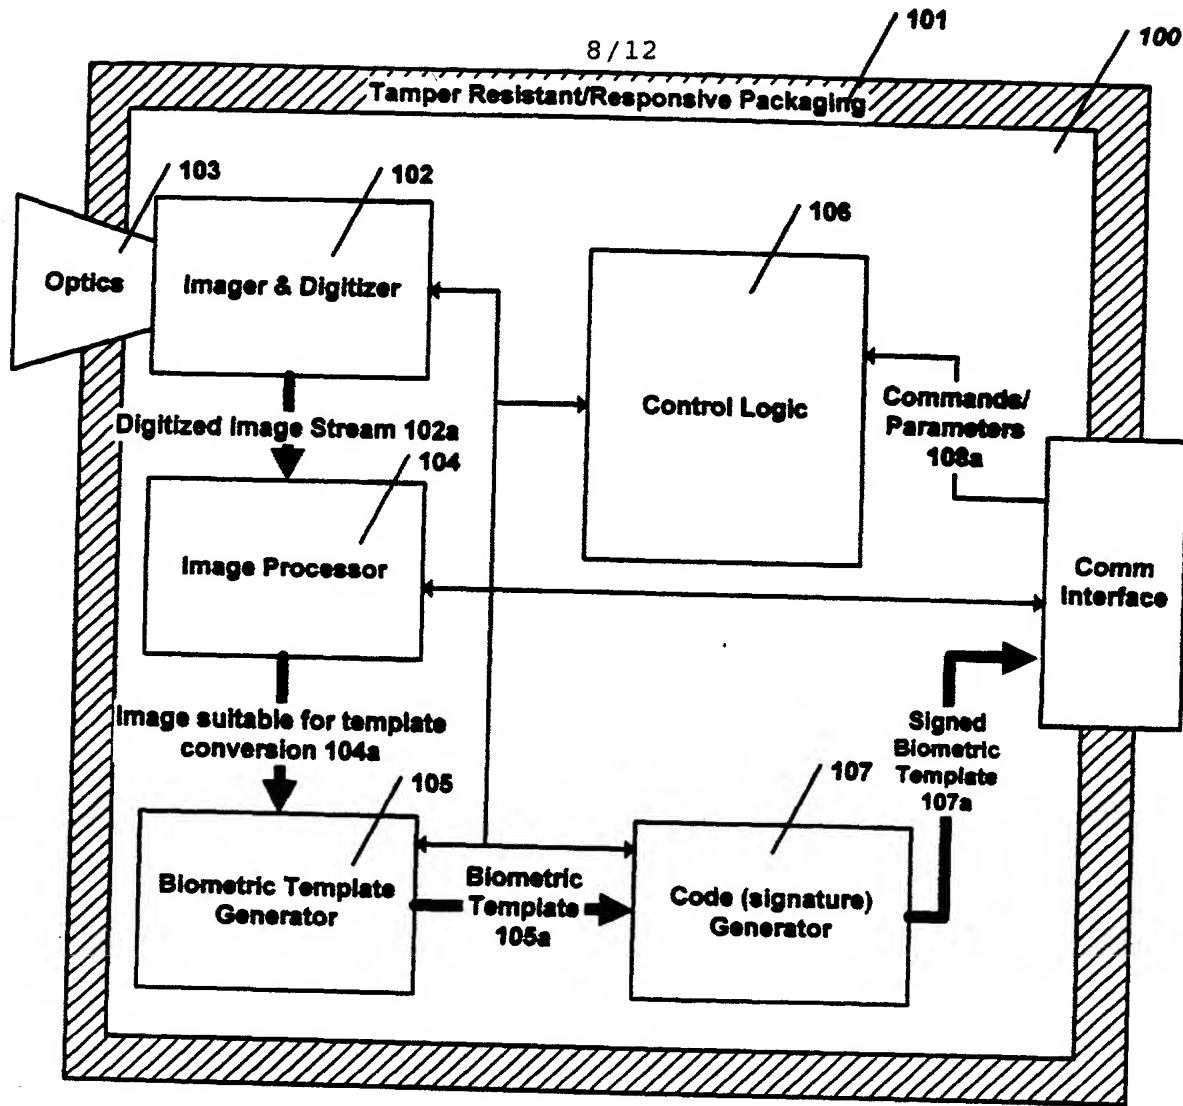 8/12
101
100
Tamper Resistant/Responsive Packaging
103
102
106
Optics
Imager & Digitizer
Control Logic
Commands/
Parameters
108a
Digitized Image Stream 102a
104
Image Processor
Comm
Interface
Image suitable for template
conversion 104a
Signed
Biometric
Template
107a
105
107
Biometric Template
Generator
Biometric
Template
105a
Code (signature)
Generator